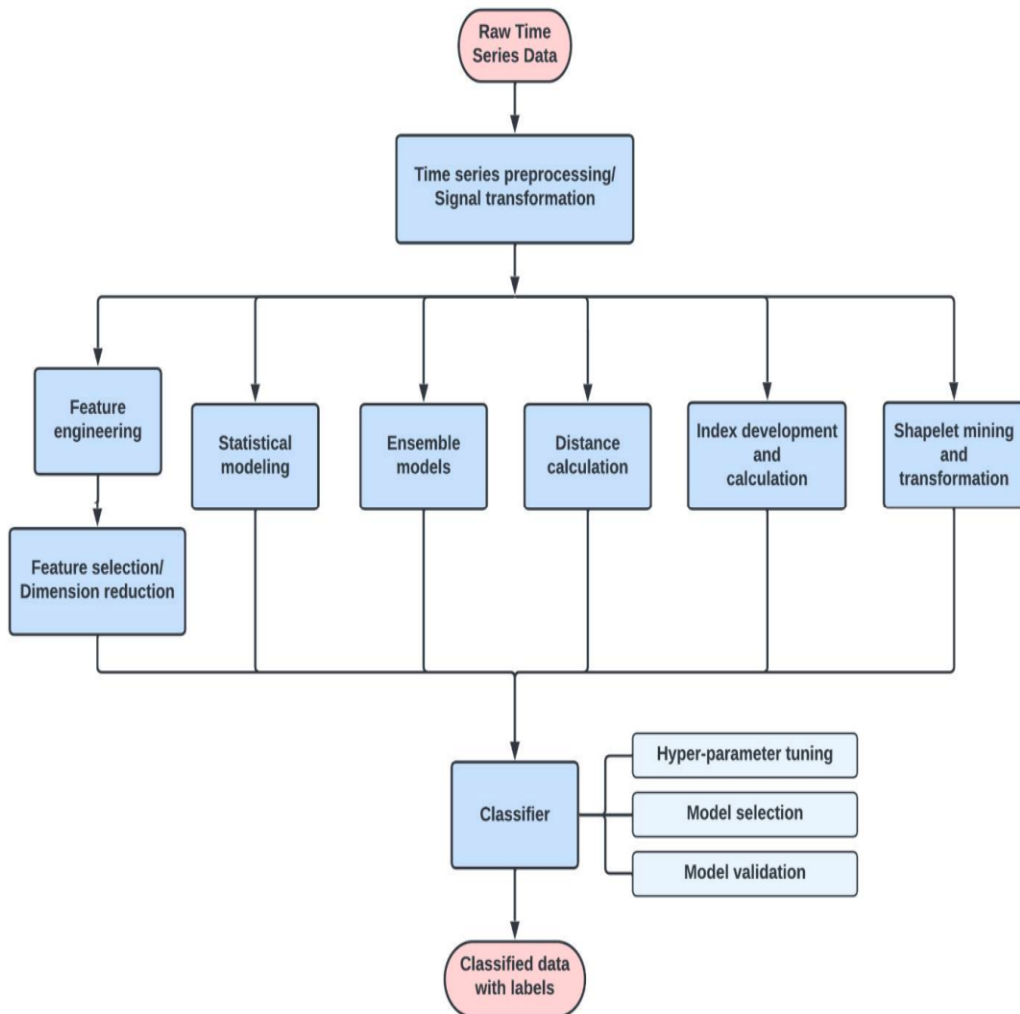 Raw Time
Series Data
Time series preprocessing/
Signal transformation
Feature
engineering
Statistical
modeling
Ensemble
models
Distance
calculation
Index development
and
calculation
Shapelet mining
and
transformation
Feature selection/
Dimension reduction
Classifier
Hyper-parameter tuning
Model selection
Model validation
Classified data
with labels